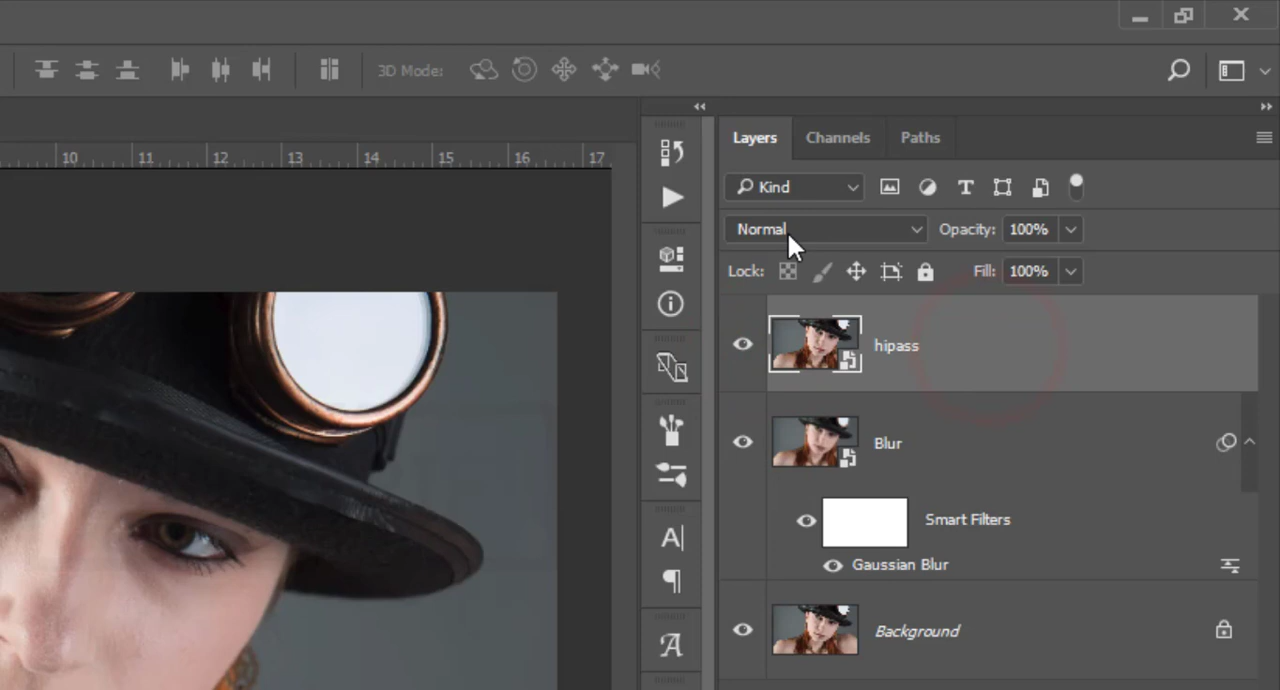 3D Mode:
10 11 12 13 14 15 16 17
Layers Channels Paths
Kind T
Normal Opacity: 100%
Lock: Fill: 100%
hipass
Blur
Smart Filters
Gaussian Blur
Background
A
A